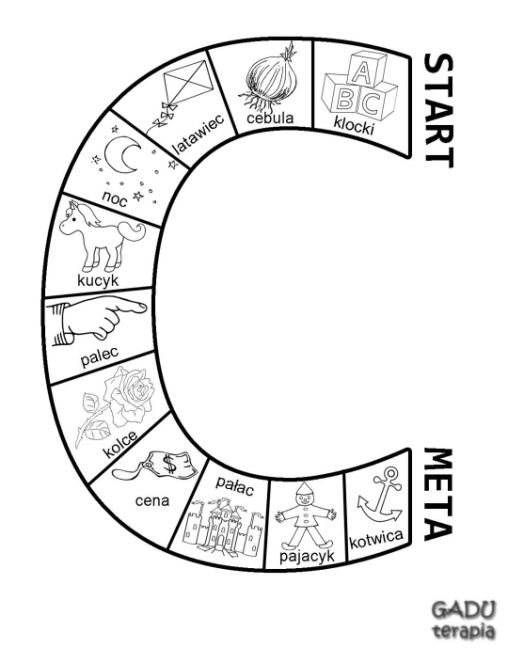 START
A
B C
klocki
cebula
latawiec
noc
kucyk
palec
kolce
$
cena
pałac
pajacyk
kotwica
META
GADU
terapia